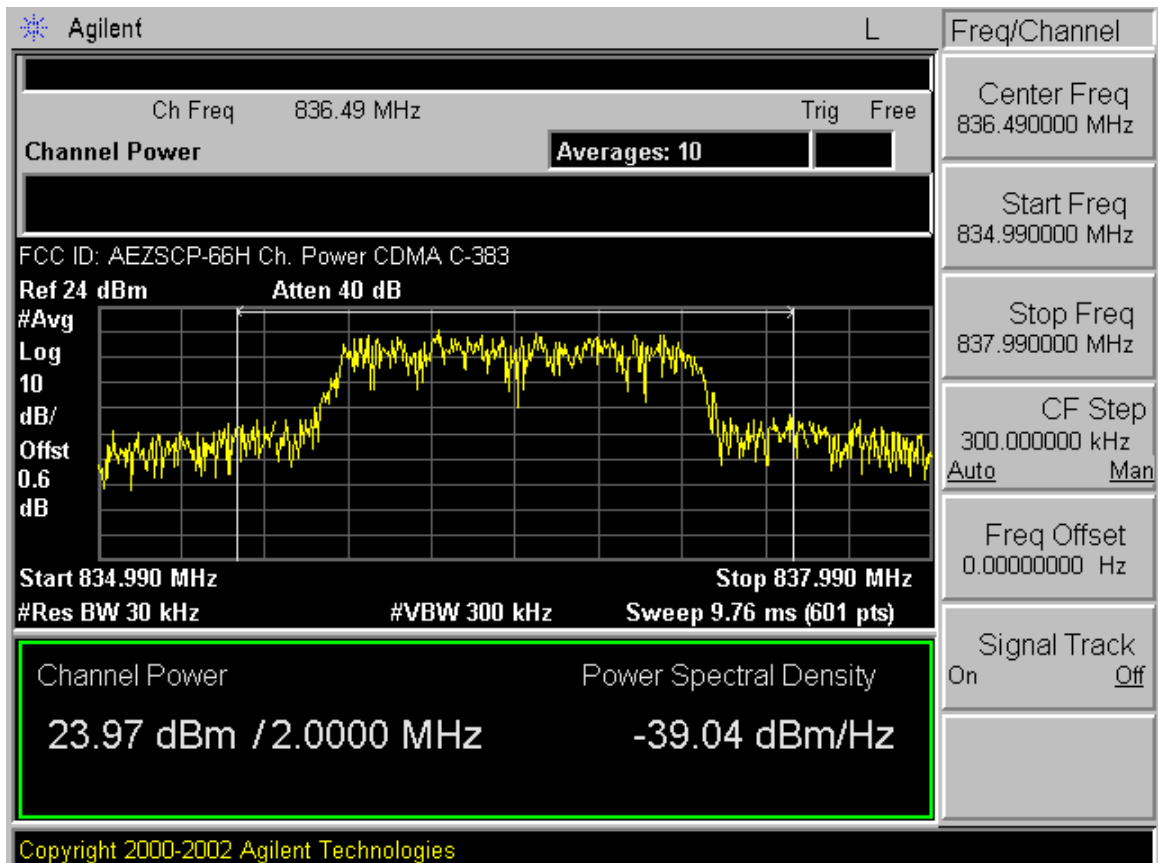 Agilent L
Ch Freq 836.49 MHz Trig Free
Channel Power Averages: 10
FCC ID: AEZSCP-66H Ch. Power CDMA C-383
Ref 24 dBm Atten 40 dB
#Avg
Log
10
dB/
Offst
0.6
dB
Start 834.990 MHz Stop 837.990 MHz
#Res BW 30 kHz #VBW 300 kHz Sweep 9.76 ms (601 pts)
Channel Power Power Spectral Density
23.97 dBm / 2.0000 MHz -39.04 dBm/Hz
Copyright 2000-2002 Agilent Technologies
Freq/Channel
Center Freq
836.490000 MHz
Start Freq
834.990000 MHz
Stop Freq
837.990000 MHz
CF Step
300.000000 kHz
Auto Man
Freq Offset
0.00000000 Hz
Signal Track
On Off